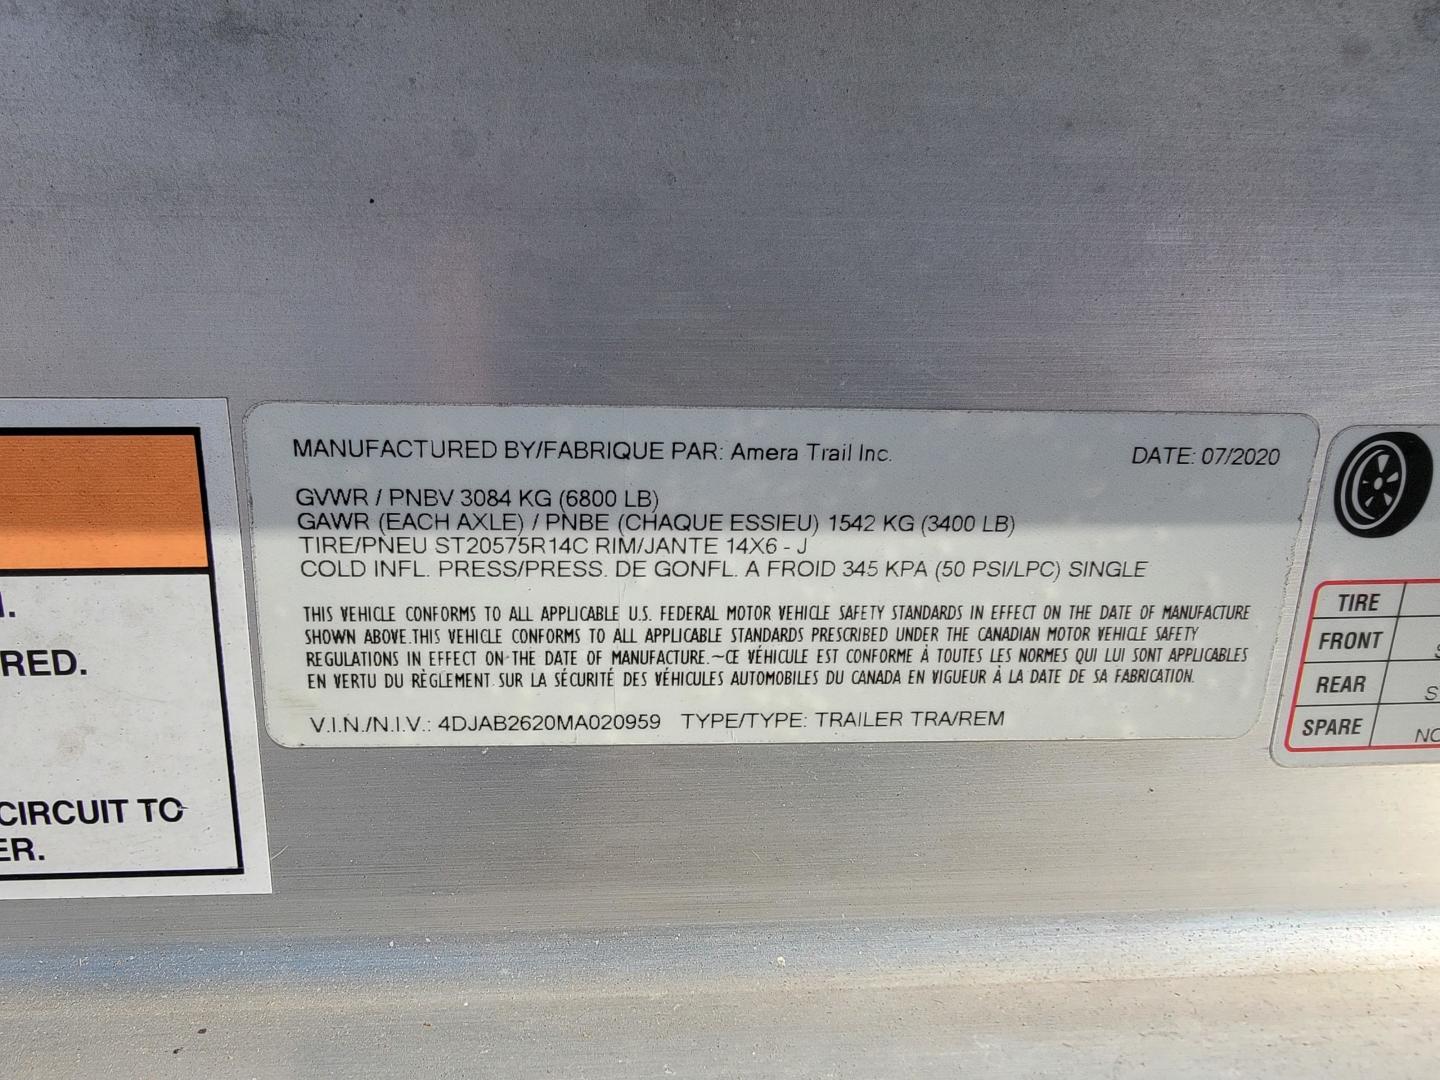 MANUFACTURED BY/FABRIQUE PAR: Amera Trail Inc. DATE: 07/2020
GVWR / PNBV 3084 KG (6800 LB)
GAWR (EACH AXLE) / PNBE (CHAQUE ESSIEU) 1542 KG (3400 LB)
TIRE/PNEU ST20575R14C RIM/JANTE 14X6 - J
COLD INFL. PRESS/PRESS. DE GONFL. A FROID 345 KPA (50 PSI/LPC) SINGLE
THIS VEHICLE CONFORMS TO ALL APPLICABLE U.S. FEDERAL MOTOR VEHICLE SAFETY STANDARDS IN EFFECT ON THE DATE OF MANUFACTURE
SHOWN ABOVE.THIS VEHICLE CONFORMS TO ALL APPLICABLE STANDARDS PRESCRIBED UNDER THE CANADIAN MOTOR VEHICLE SAFETY
REGULATIONS IN EFFECT ON THE DATE OF MANUFACTURE.~CE VÉHICULE EST CONFORME À TOUTES LES NORMES QUI LUI SONT APPLICABLES
EN VERTU DU RÈGLEMENT SUR LA SÉCURITÉ DES VÉHICULES AUTOMOBILES DU CANADA EN VIGUEUR À LA DATE DE SA FABRICATION.
V.I.N./N.I.V.: 4DJAB2620MA020959 TYPE/TYPE: TRAILER TRA/REM
RED.
CIRCUIT TO
ER.
TIRE
FRONT S
REAR S
SPARE NO